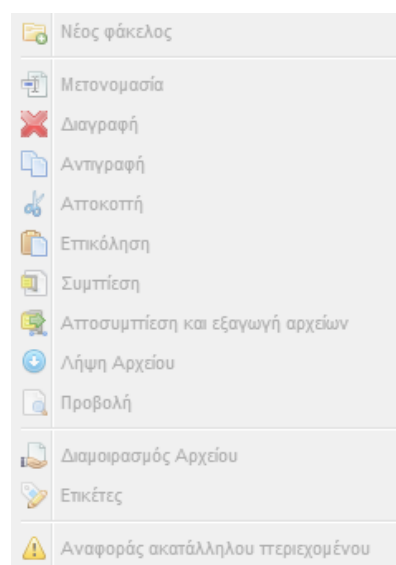 Νέος φάκελος
Μετονομασία
Διαγραφή
Αντιγραφή
Αποκοπή
Επικόληση
Συμπίεση
Αποσυμπίεση και εξαγωγή αρχείων
Λήψη Αρχείου
Προβολή
Διαμοιρασμός Αρχείου
Ετικέτες
Αναφοράς ακατάλληλου περιεχομένου